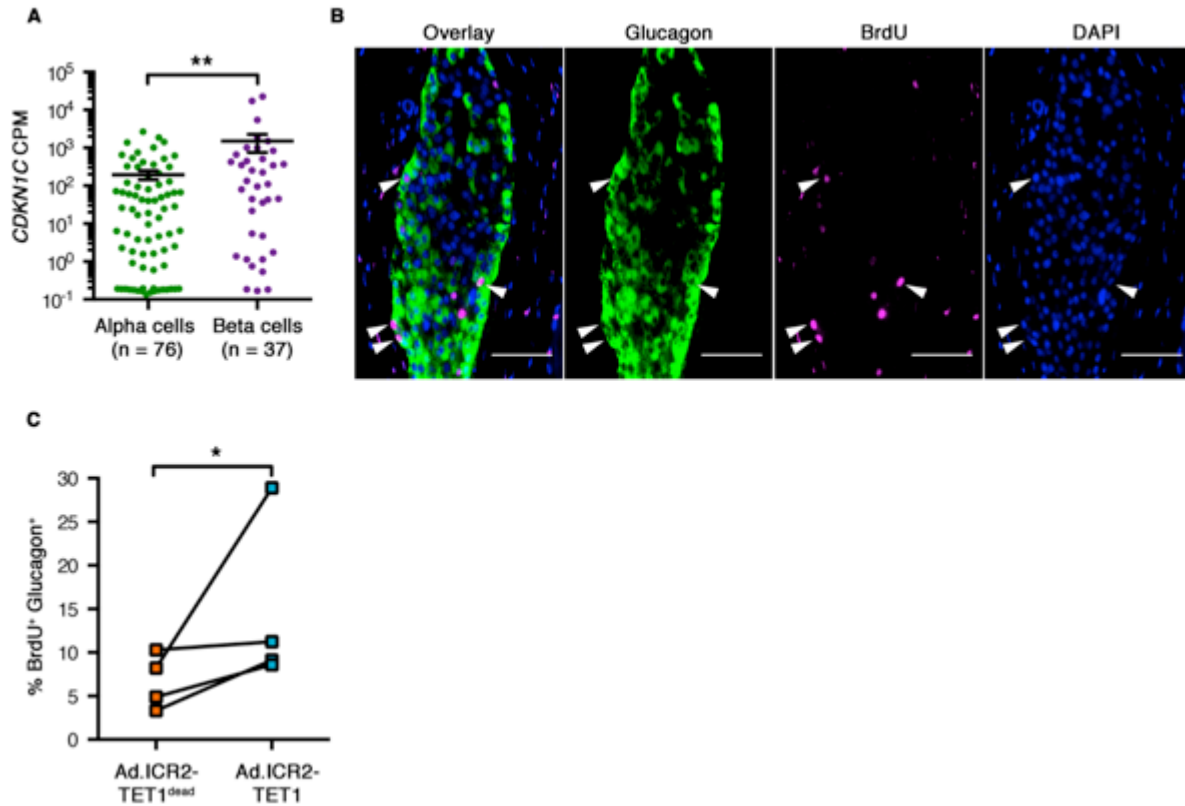 A
**
CDKN1C CPM
10⁵
10⁴
10³
10²
10¹
10⁰
10⁻¹
Alpha cells
(n = 76)
Beta cells
(n = 37)
B
Overlay
Glucagon
BrdU
DAPI
C
*
% BrdU⁺ Glucagon⁺
30
25
20
15
10
5
0
Ad.ICR2-
TET1ᵈᵉᵃᵈ
Ad.ICR2-
TET1